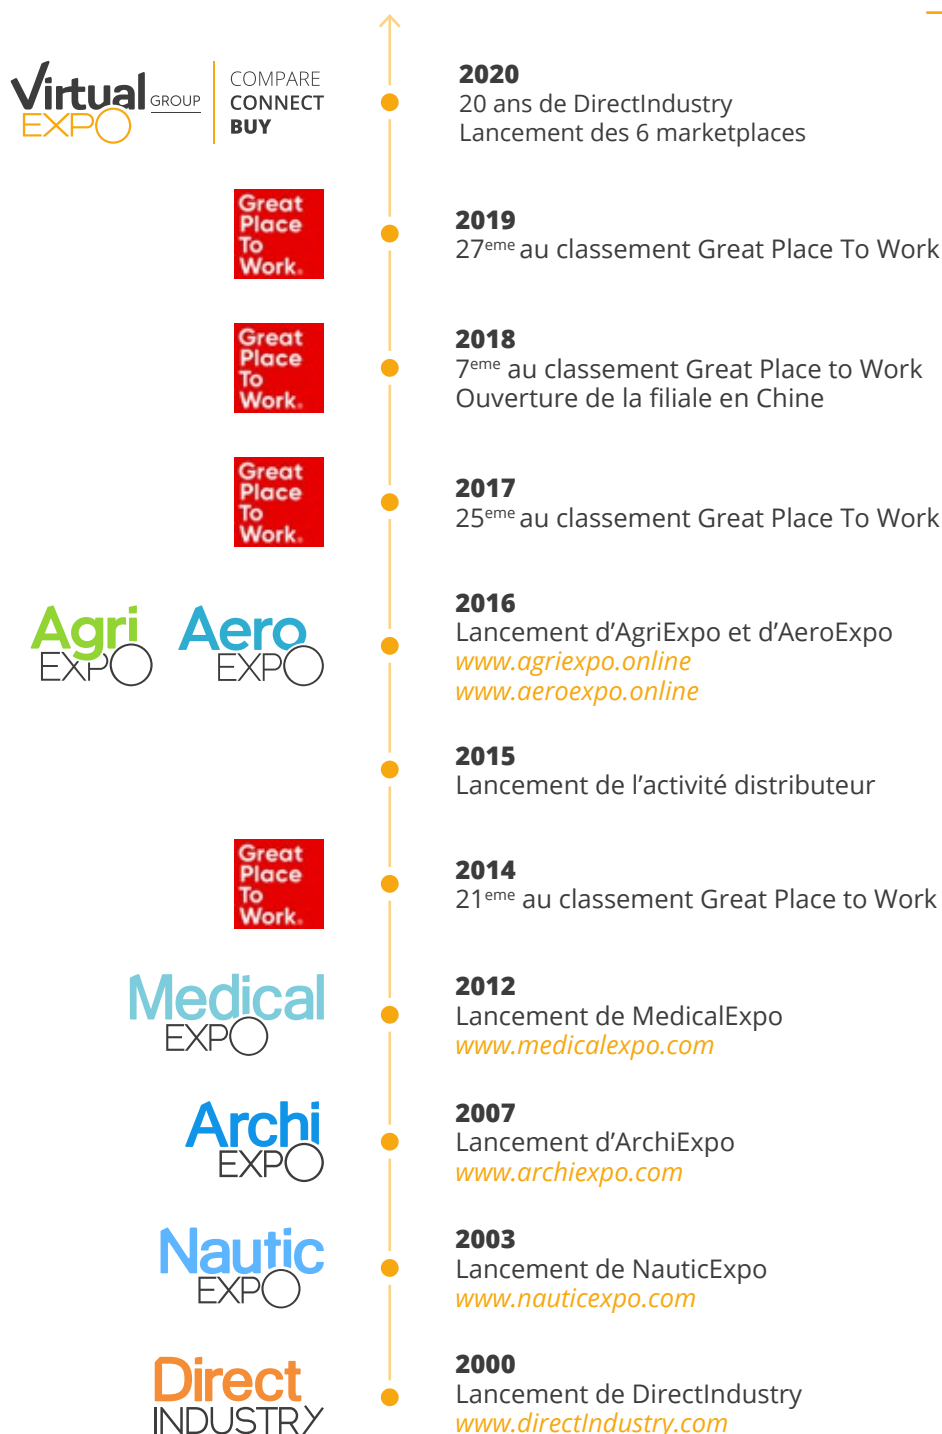 Virtual GROUP
EXPO
COMPARE
CONNECT
BUY
2020
20 ans de DirectIndustry
Lancement des 6 marketplaces
Great
Place
To
Work.
2019
27eme au classement Great Place To Work
Great
Place
To
Work.
2018
7eme au classement Great Place to Work
Ouverture de la filiale en Chine
Great
Place
To
Work.
2017
25eme au classement Great Place To Work
Agri
EXPO
Aero
EXPO
2016
Lancement d’AgriExpo et d’AeroExpo
www.agriexpo.online
www.aeroexpo.online
2015
Lancement de l’activité distributeur
Great
Place
To
Work.
2014
21eme au classement Great Place to Work
Medical
EXPO
2012
Lancement de MedicalExpo
www.medicalexpo.com
Archi
EXPO
2007
Lancement d’ArchiExpo
www.archiexpo.com
Nautic
EXPO
2003
Lancement de NauticExpo
www.nauticexpo.com
Direct
INDUSTRY
2000
Lancement de DirectIndustry
www.directIndustry.com